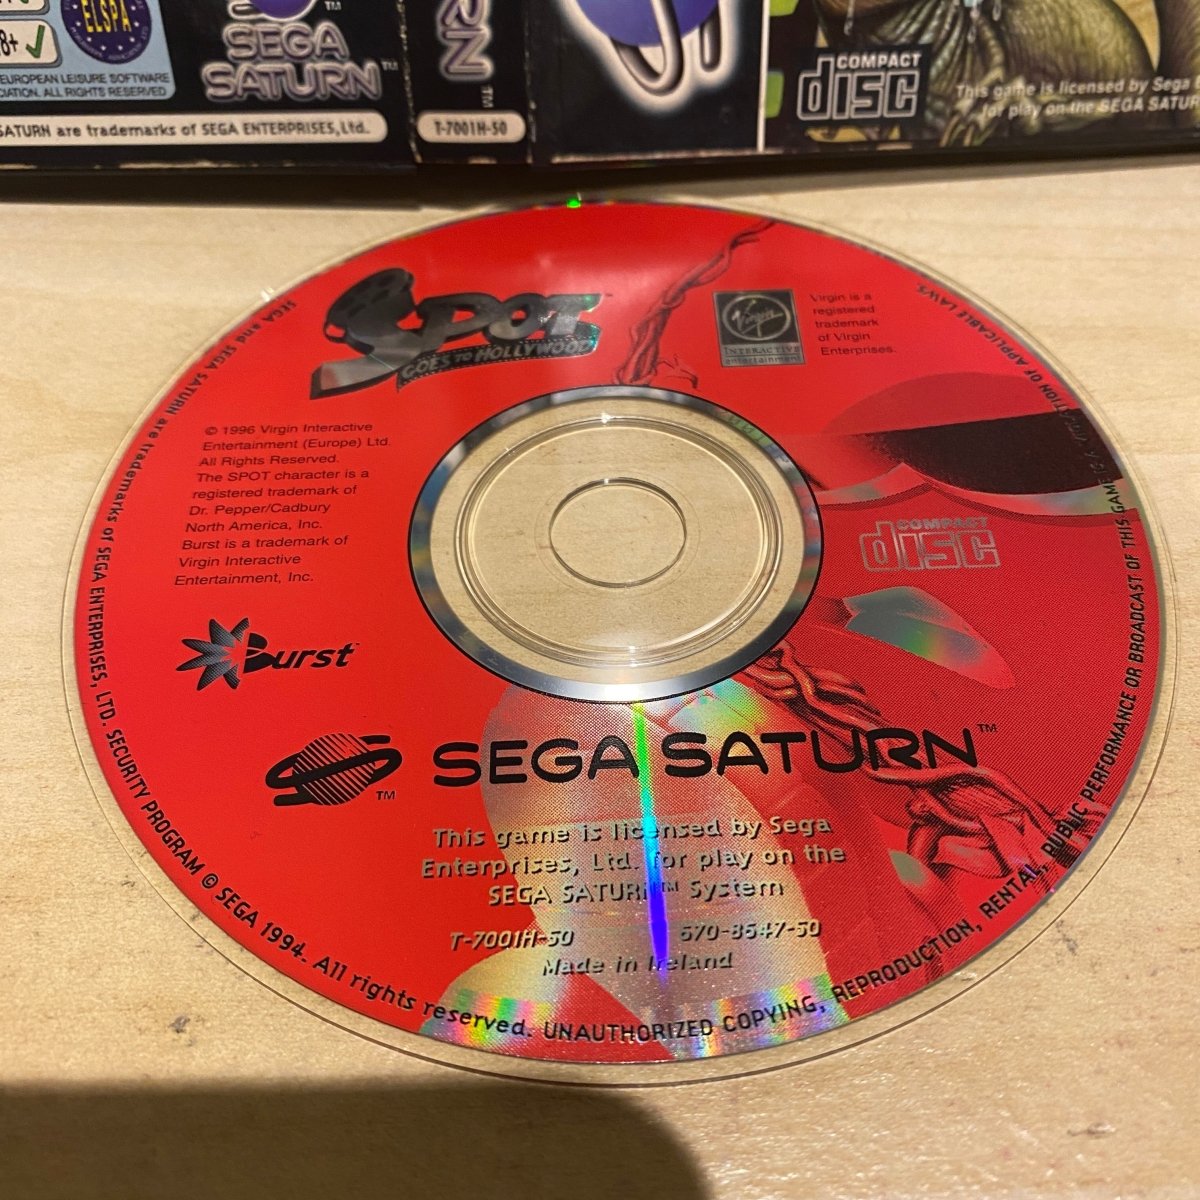 ELSPA
8+
EUROPEAN LEISURE SOFTWARE
CIATION. ALL RIGHTS RESERVED
SEGA
SATURN™
SATURN are trademarks of SEGA ENTERPRISES, Ltd.
RN™
T-7001H-50
COMPACT
disc
This game is licensed by Sega
for play on the SEGA SATURN
SPOT™
GOES TO HOLLYWOOD
Virgin
INTERACTIVE
entertainment
Virgin is a
registered
trademark
of Virgin
Enterprises.
© 1996 Virgin Interactive
Entertainment (Europe) Ltd.
All Rights Reserved.
The SPOT character is a
registered trademark of
Dr. Pepper/Cadbury
North America, Inc.
Burst is a trademark of
Virgin Interactive
Entertainment, Inc.
COMPACT
disc
Burst™
TM
SEGA SATURN™
This game is licensed by Sega
Enterprises, Ltd. for play on the
SEGA SATURN™ System
T-7001H-50 670-8647-50
Made in Ireland
SEGA and SEGA SATURN are trademarks of SEGA ENTERPRISES, LTD. SECURITY PROGRAM © SEGA 1994. All rights reserved. UNAUTHORIZED COPYING, REPRODUCTION, RENTAL, PUBLIC PERFORMANCE OR BROADCAST OF THIS GAME IS A VIOLATION OF APPLICABLE LAWS.